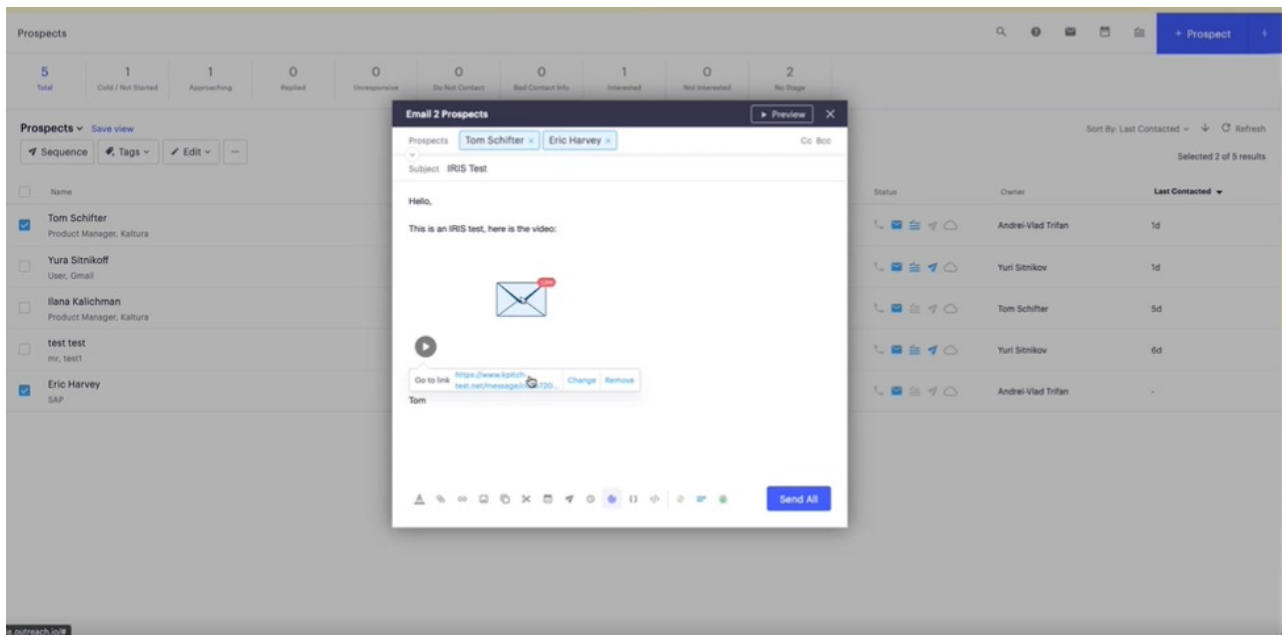 Prospects
+ Prospect
5 1 1 0 0 0 0 1 0 2
Total Cold / Not Started Approaching Replied Unresponsive Do Not Contact Bad Contact Info Interested Not Interested No Stage
Email 2 Prospects
Preview
Prospects Tom Schifter Eric Harvey Cc Bcc
Subject IRIS Test
Hello,
This is an IRIS test, here is the video:
Go to link https://www.kpitch-
Change Remove
Tom
Send All
Prospects Save view
Sequence Tags Edit
Sort By: Last Contacted Refresh
Selected 2 of 5 results
Name Status Owner Last Contacted
Tom Schifter
Product Manager, Kaltura
Andrei-Vlad Trifan 1d
Yura Sitnikoff
User, Gmail
Yuri Sitnikov 1d
Ilana Kalichman
Product Manager, Kaltura
Tom Schifter 5d
test test
mr, test1
Yuri Sitnikov 6d
Eric Harvey
SAP
Andrei-Vlad Trifan -
e.outreach.io/#